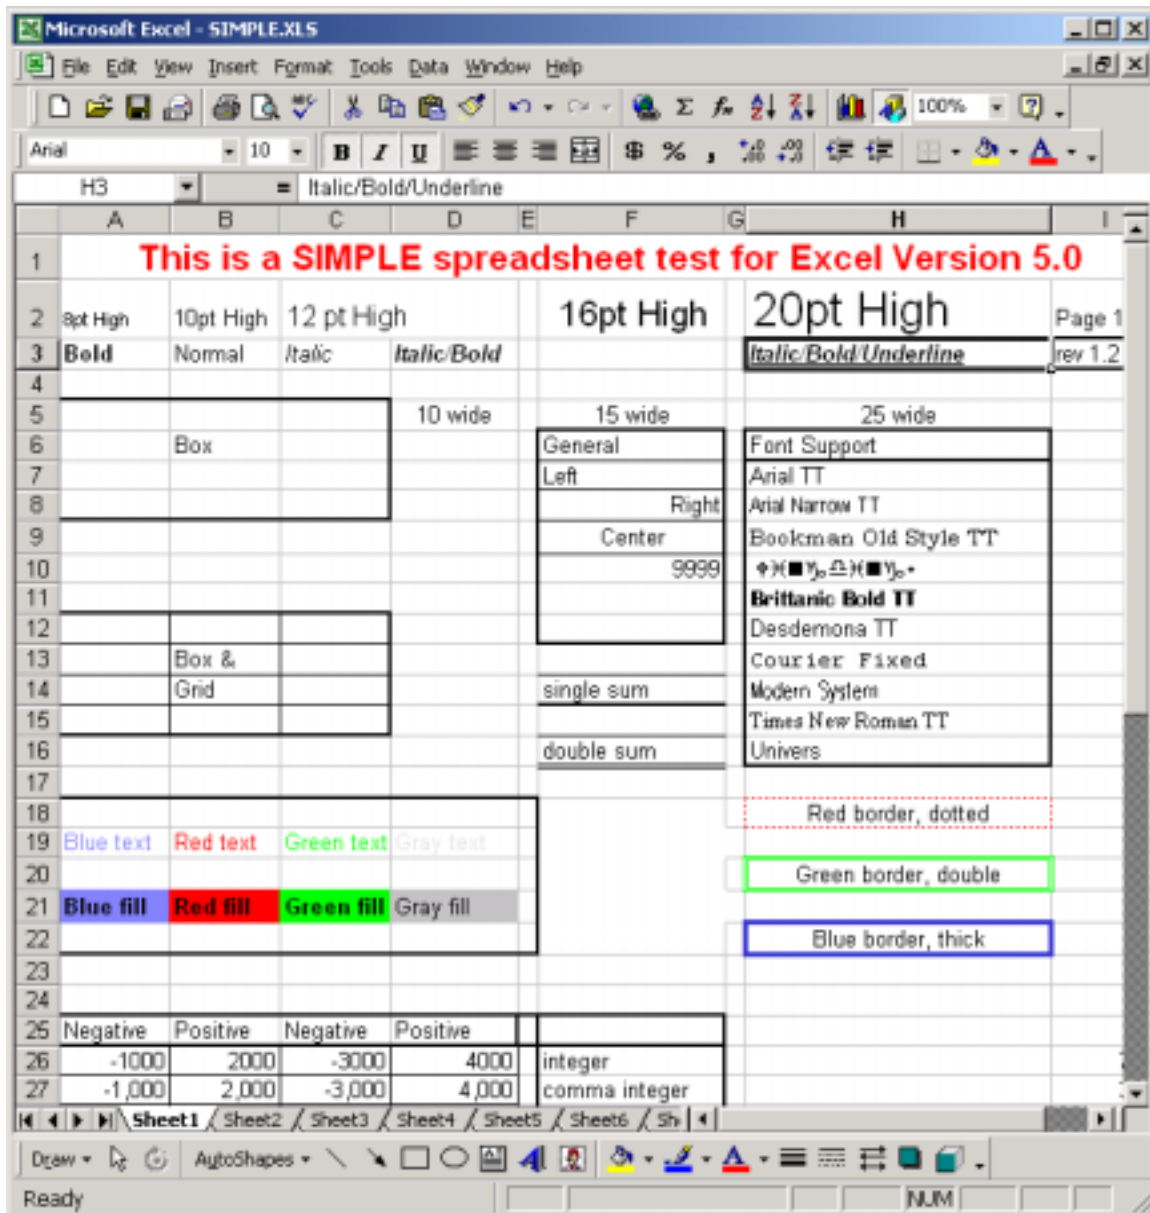 Microsoft Excel - SIMPLE.XLS
File Edit View Insert Format Tools Data Window Help
100%
Arial 10 B I U $ % ,
H3 = Italic/Bold/Underline
A B C D E F G H I
1 This is a SIMPLE spreadsheet test for Excel Version 5.0
2 8pt High 10pt High 12 pt High 16pt High 20pt High Page 1
3 Bold Normal Italic Italic/Bold Italic/Bold/Underline rev 1.2
4
5 10 wide 15 wide 25 wide
6 Box General Font Support
7 Left Arial TT
8 Right Arial Narrow TT
9 Center Bookman Old Style TT
10 9999
11 Brittanic Bold TT
12 Desdemona TT
13 Box & Courier Fixed
14 Grid single sum Modern System
15 Times New Roman TT
16 double sum Univers
17
18 Red border, dotted
19 Blue text Red text Green text Gray text
20 Green border, double
21 Blue fill Red fill Green fill Gray fill
22 Blue border, thick
23
24
25 Negative Positive Negative Positive
26 -1000 2000 -3000 4000 integer
27 -1,000 2,000 -3,000 4,000 comma integer
Sheet1 Sheet2 Sheet3 Sheet4 Sheet5 Sheet6 Sh
Draw AutoShapes
Ready NUM